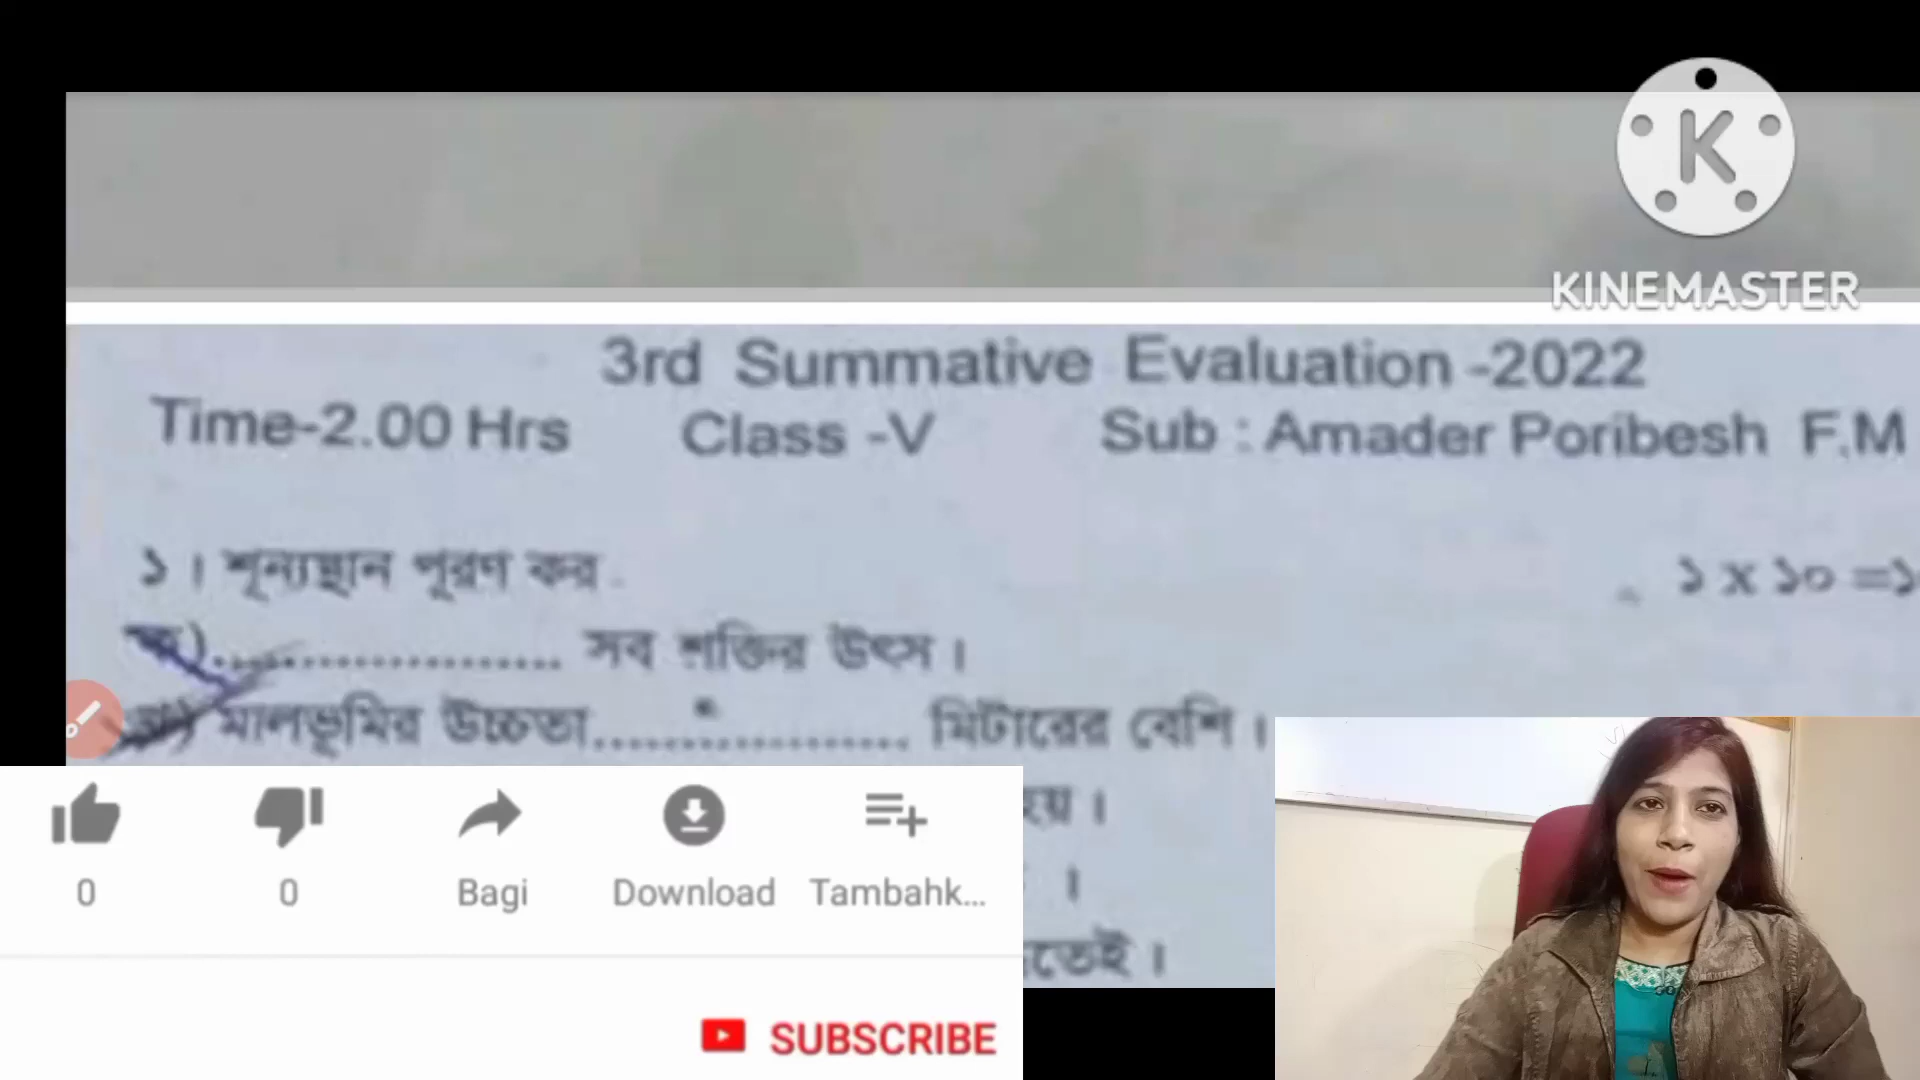 K
KINEMASTER
3rd Summative Evaluation -2022
Time-2.00 Hrs Class -V Sub : Amader Poribesh F.M
১। শূন্যস্থান পূরণ কর ১ x ১০ =১
ক)..................... সব শক্তির উৎস।
মালভূমির উচ্চতা................... মিটারের বেশি।
।
।
0 0 Bagi Download Tambahk...
SUBSCRIBE